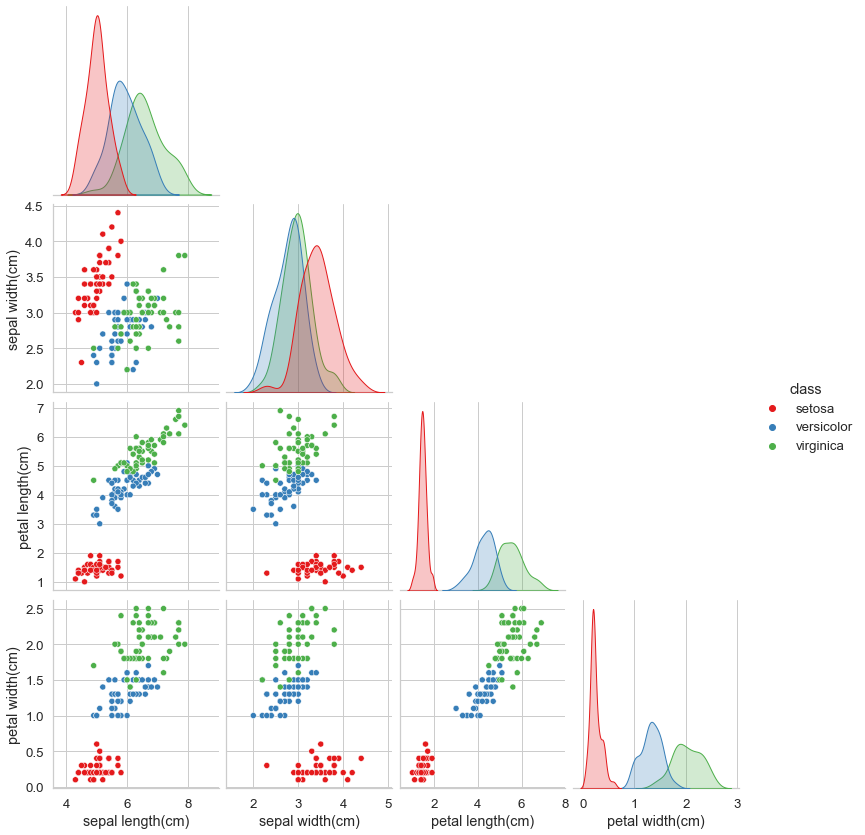 4.5
4.0
3.5
3.0
2.5
2.0
sepal width(cm)
7
6
5
4
3
2
1
petal length(cm)
class
setosa
versicolor
virginica
2.5
2.0
1.5
1.0
0.5
0.0
petal width(cm)
4 6 8
sepal length(cm)
2 3 4 5
sepal width(cm)
2 4 6 8
petal length(cm)
0 1 2 3
petal width(cm)